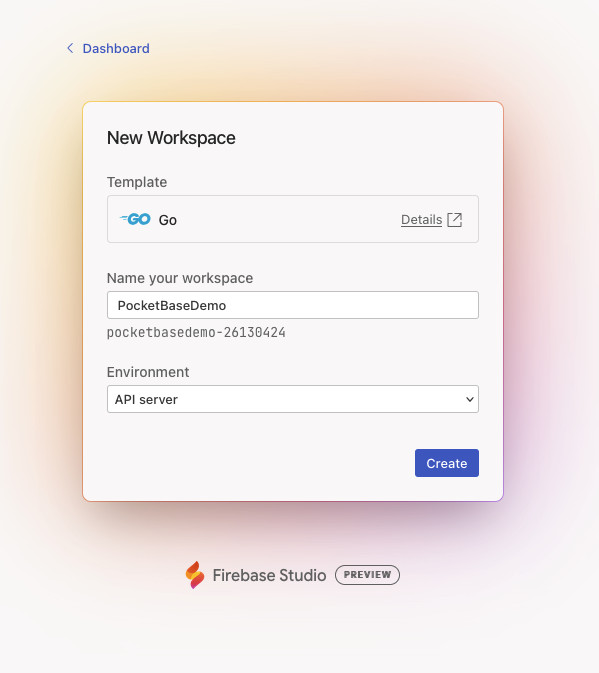 Dashboard
New Workspace
Template
GO Go Details
Name your workspace
PocketBaseDemo
pocketbasedemo-26130424
Environment
API server
Create
Firebase Studio PREVIEW